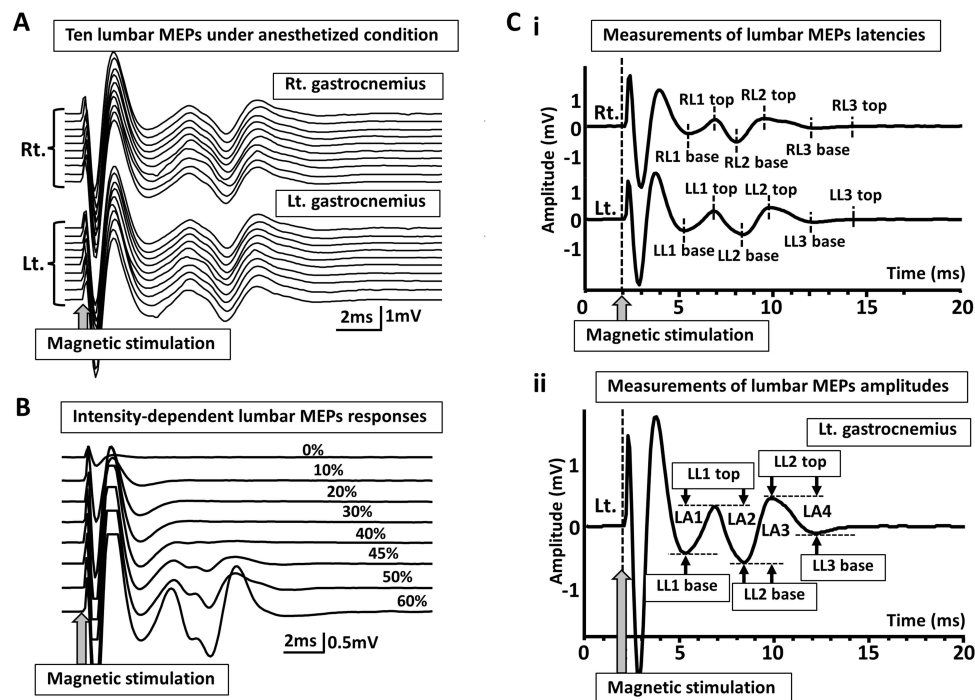 A
Ten lumbar MEPs under anesthetized condition
Rt. gastrocnemius
Rt.
Lt. gastrocnemius
Lt.
2ms 1mV
Magnetic stimulation
B
Intensity-dependent lumbar MEPs responses
0%
10%
20%
30%
40%
45%
50%
60%
2ms 0.5mV
Magnetic stimulation
C i
Measurements of lumbar MEPs latencies
Amplitude (mV)
1
0
-1
1
0
-1
Rt.
RL1 top RL2 top RL3 top
RL1 base RL2 base RL3 base
Lt.
LL1 top LL2 top LL3 top
LL1 base LL2 base LL3 base
Time (ms)
0 5 10 15 20
Magnetic stimulation
ii
Measurements of lumbar MEPs amplitudes
Lt. gastrocnemius
Amplitude (mV)
1
0
-1
Lt.
LL1 top LL2 top
LA1 LA2 LA3 LA4
LL1 base LL2 base LL3 base
Time (ms)
0 5 10 15 20
Magnetic stimulation